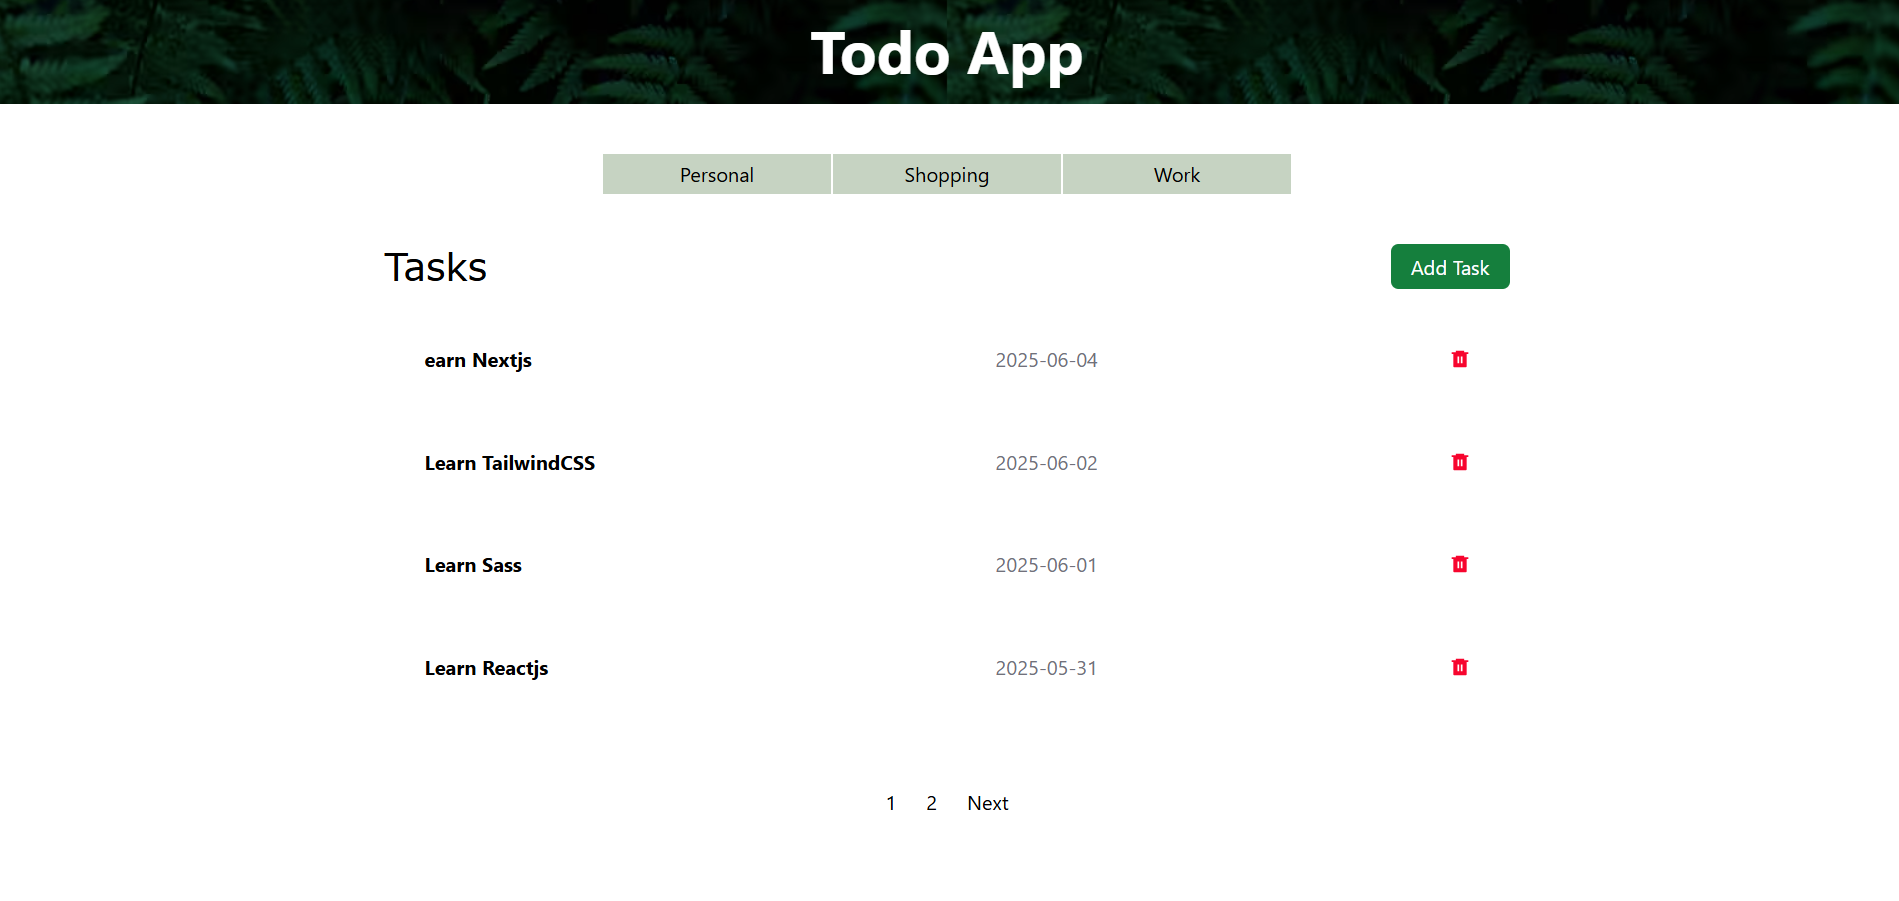 Todo App
Personal Shopping Work
Tasks Add Task
earn Nextjs 2025-06-04
Learn TailwindCSS 2025-06-02
Learn Sass 2025-06-01
Learn Reactjs 2025-05-31
1 2 Next